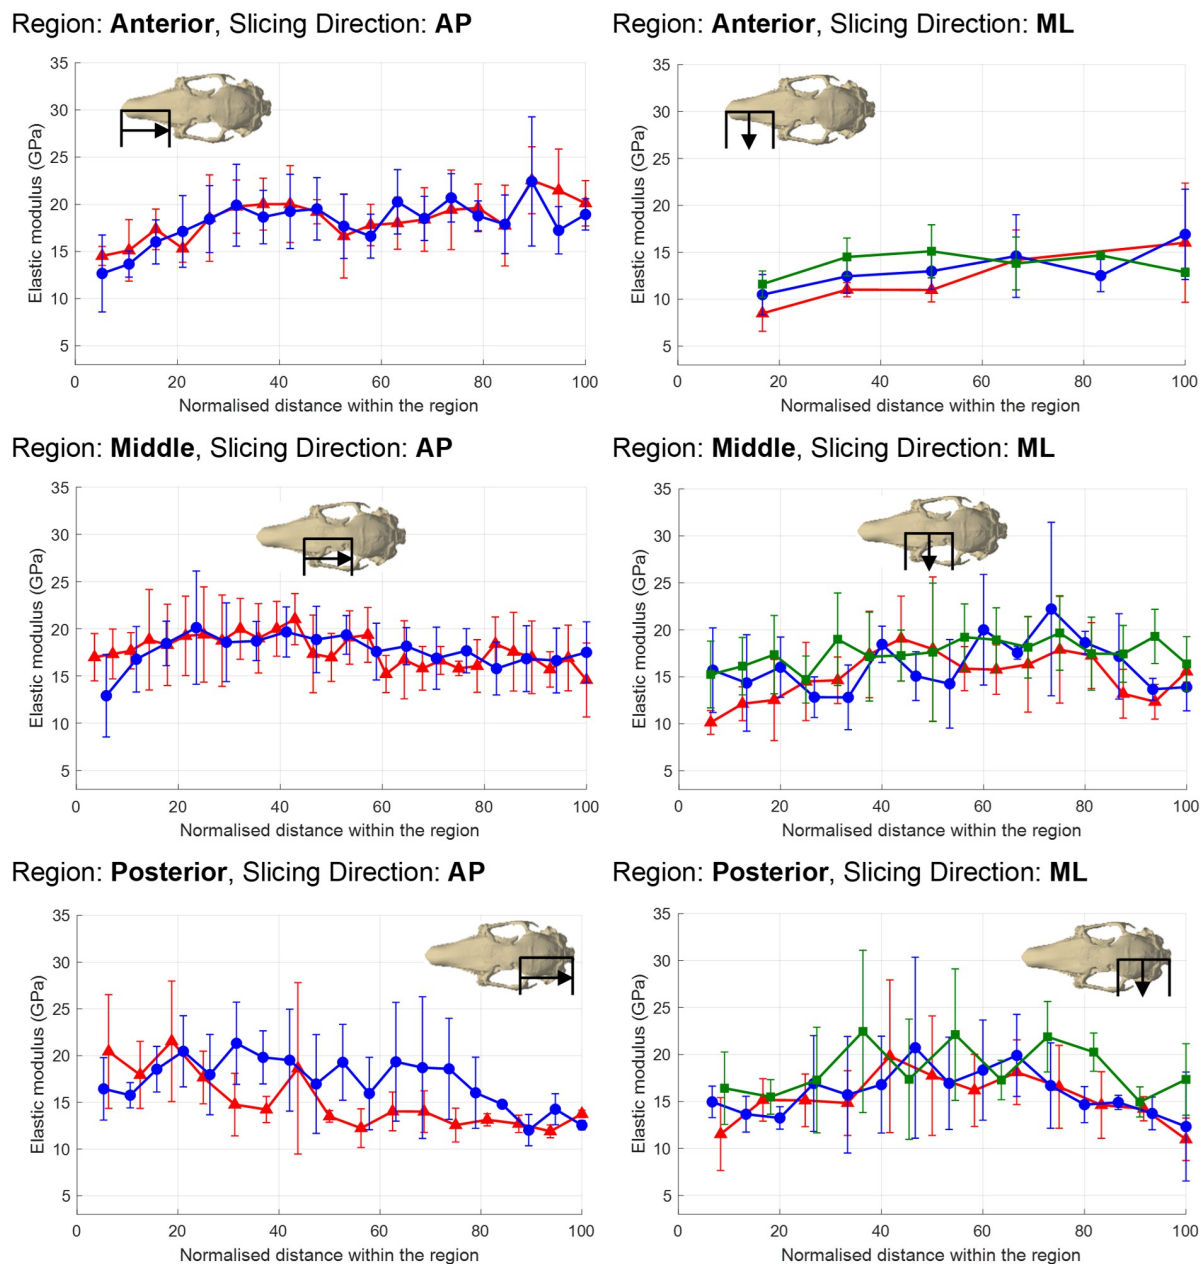 Region: Anterior, Slicing Direction: AP
Elastic modulus (GPa)
35
30
25
20
15
10
5
0 20 40 60 80 100
Normalised distance within the region
Region: Anterior, Slicing Direction: ML
Elastic modulus (GPa)
35
30
25
20
15
10
5
0 20 40 60 80 100
Normalised distance within the region
Region: Middle, Slicing Direction: AP
Elastic modulus (GPa)
35
30
25
20
15
10
5
0 20 40 60 80 100
Normalised distance within the region
Region: Middle, Slicing Direction: ML
Elastic modulus (GPa)
35
30
25
20
15
10
5
0 20 40 60 80 100
Normalised distance within the region
Region: Posterior, Slicing Direction: AP
Elastic modulus (GPa)
35
30
25
20
15
10
5
0 20 40 60 80 100
Normalised distance within the region
Region: Posterior, Slicing Direction: ML
Elastic modulus (GPa)
35
30
25
20
15
10
5
0 20 40 60 80 100
Normalised distance within the region